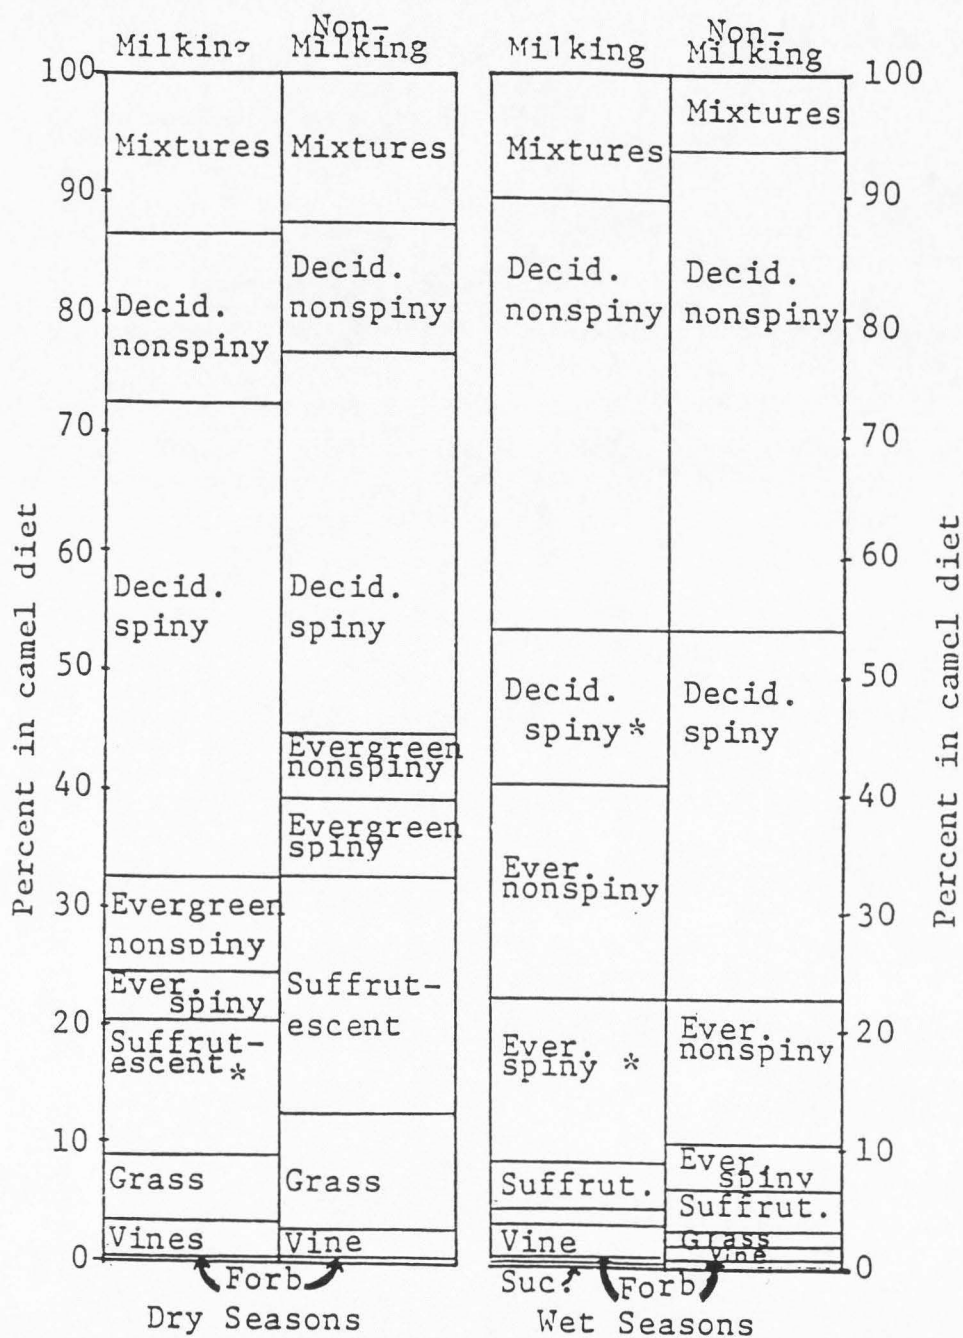 Milking
Non-
Milking
Milking
Non-
Milking
100
90
80
70
60
50
40
30
20
10
0
Percent in camel diet
Mixtures
Decid.
nonspiny
Decid.
spiny
Evergreen
nonspiny
Ever.
spiny
Suffrut-
escent*
Grass
Vines
Mixtures
Decid.
nonspiny
Decid.
spiny
Evergreen
nonspiny
Evergreen
spiny
Suffrut-
escent
Grass
Vine
Forb
Dry Seasons
Mixtures
Decid.
nonspiny
Decid.
spiny*
Ever.
nonspiny
Ever.
spiny *
Suffrut.
Vine
Suc.
Mixtures
Decid.
nonspiny
Decid.
spiny
Ever.
nonspiny
Ever.
spiny
Suffrut.
Grass
Vine
Forb
Wet Seasons
100
90
80
70
60
50
40
30
20
10
0
Percent in camel diet